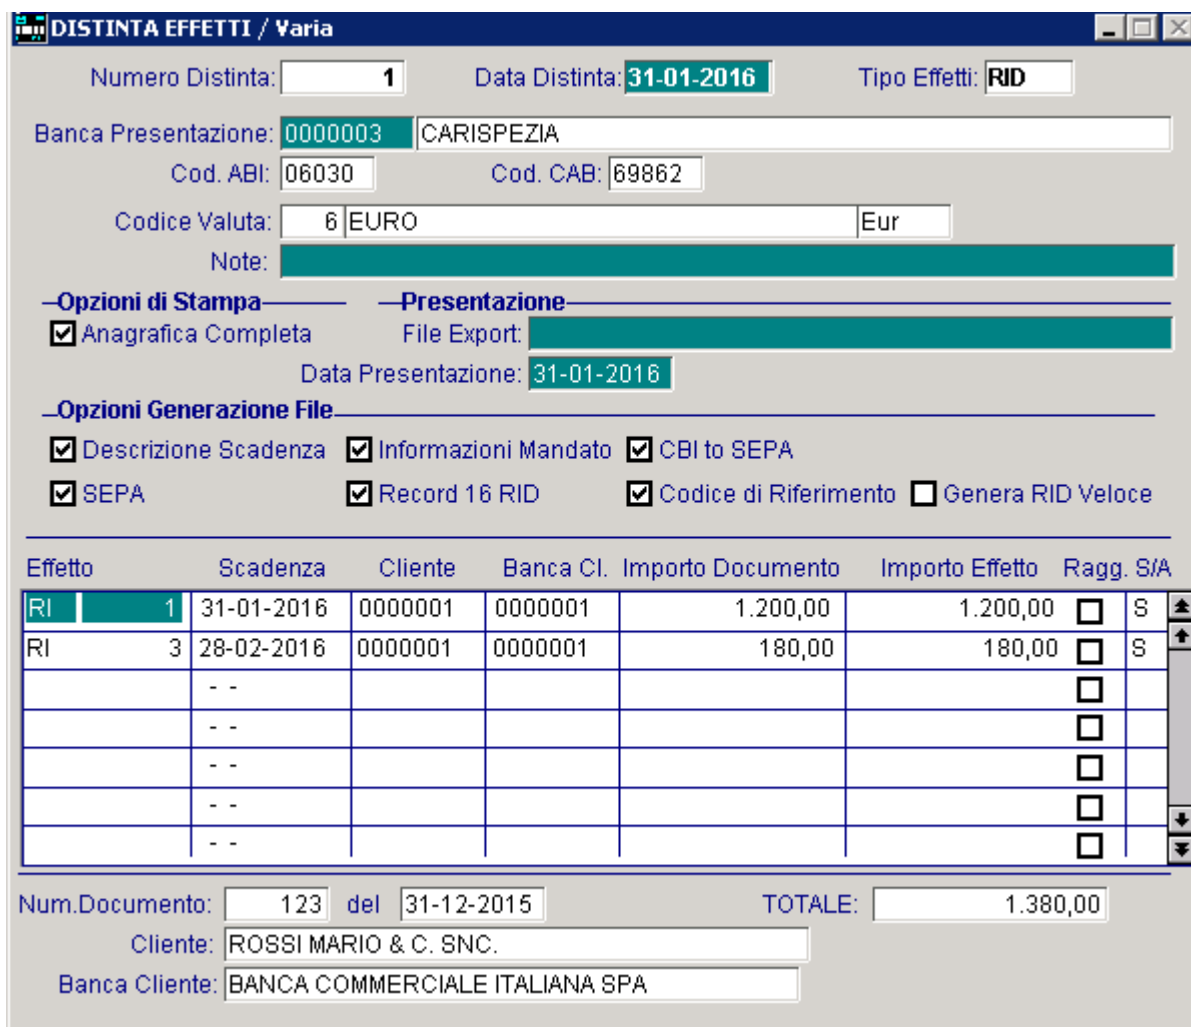 DISTINTA EFFETTI / Varia
Numero Distinta: 1 Data Distinta: 31-01-2016 Tipo Effetti: RID
Banca Presentazione: 0000003 CARISPEZIA
Cod. ABI: 06030 Cod. CAB: 69862
Codice Valuta: 6 EURO Eur
Note:
Opzioni di Stampa Presentazione
Anagrafica Completa File Export:
Data Presentazione: 31-01-2016
Opzioni Generazione File
Descrizione Scadenza Informazioni Mandato CBI to SEPA
SEPA Record 16 RID Codice di Riferimento Genera RID Veloce
Effetto Scadenza Cliente Banca Cl. Importo Documento Importo Effetto Ragg. S/A
RI 1 31-01-2016 0000001 0000001 1.200,00 1.200,00 S
RI 3 28-02-2016 0000001 0000001 180,00 180,00 S
- -
- -
- -
- -
- -
Num.Documento: 123 del 31-12-2015 TOTALE: 1.380,00
Cliente: ROSSI MARIO & C. SNC.
Banca Cliente: BANCA COMMERCIALE ITALIANA SPA